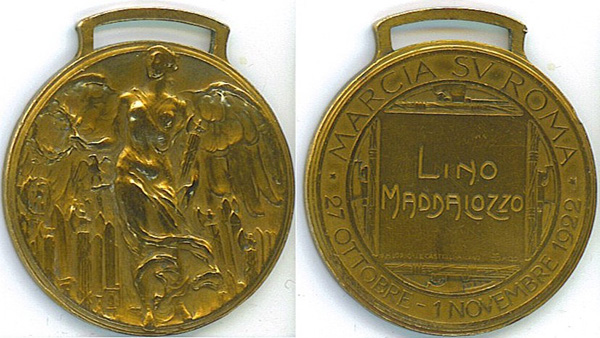 MARCIA SV ROMA
LINO
MADDALOZZO
27 OTTOBRE - 1 NOVEMBRE 1922